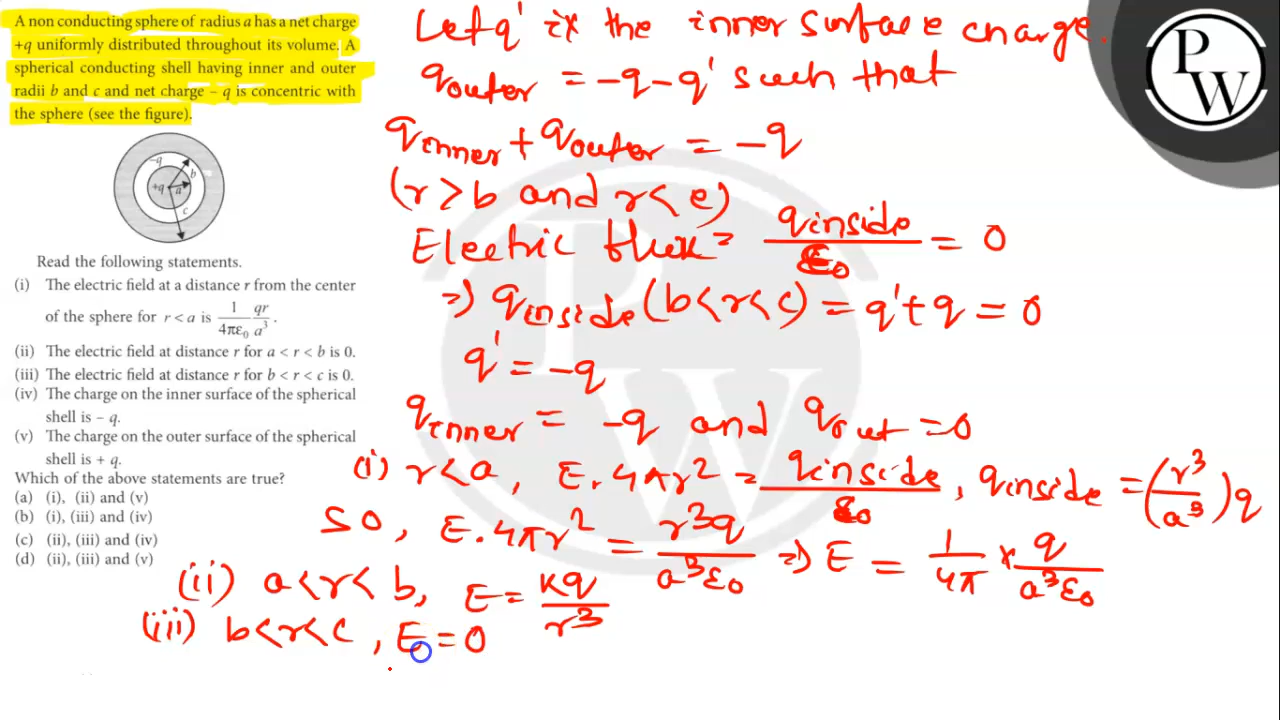 A non conducting sphere of radius a has a net charge
+q uniformly distributed throughout its volume. A
spherical conducting shell having inner and outer
radii b and c and net charge – q is concentric with
the sphere (see the figure).
–q
b
+q
a
c
Read the following statements.
(i) The electric field at a distance r from the center
of the sphere for r < a is 1/4πε0 qr/a³.
(ii) The electric field at distance r for a < r < b is 0.
(iii) The electric field at distance r for b < r < c is 0.
(iv) The charge on the inner surface of the spherical
shell is – q.
(v) The charge on the outer surface of the spherical
shell is + q.
Which of the above statements are true?
(a) (i), (ii) and (v)
(b) (i), (iii) and (iv)
(c) (ii), (iii) and (iv)
(d) (ii), (iii) and (v)
Let q' ix the inner surface charge.
qouter = -q-q' such that
qinner + qouter = -q
(r>b and r<e)
Electric flux = qinside/ε0 = 0
=) qinside (b<r<c) = q'+q = 0
q' = -q
qinner = -q and qout =0
(i) r<a, E.4πr² = qinside/ε0, qinside = (r³/a³)q
so, E.4πr² = r³q/a³ε0 => E = 1/4π × q/a³ε0
(ii) a<r<b, E = kq/r³
(iii) b<r<c, E=0
PW
PW